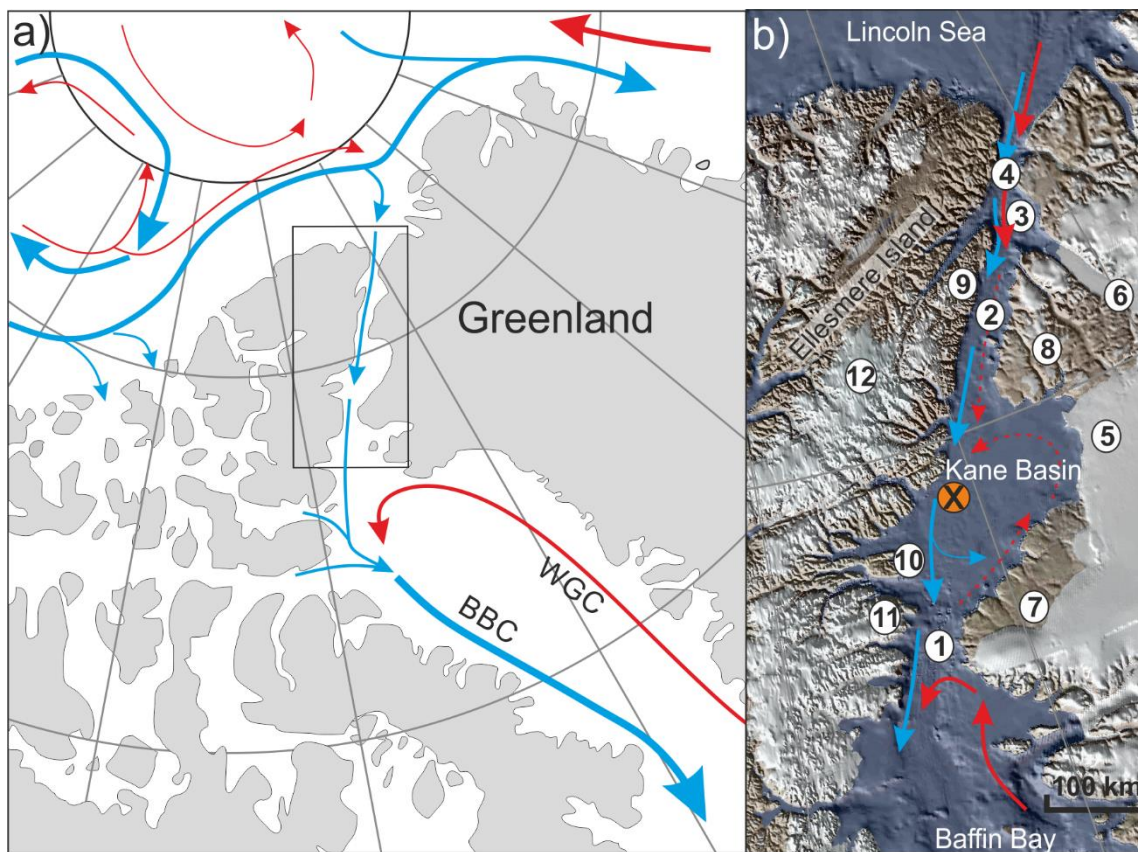 a)
Greenland
WGC
BBC
b)
Lincoln Sea
4
3
Ellesmere Island
9
6
2
8
12
5
Kane Basin
X
10
7
11
1
100 km
Baffin Bay